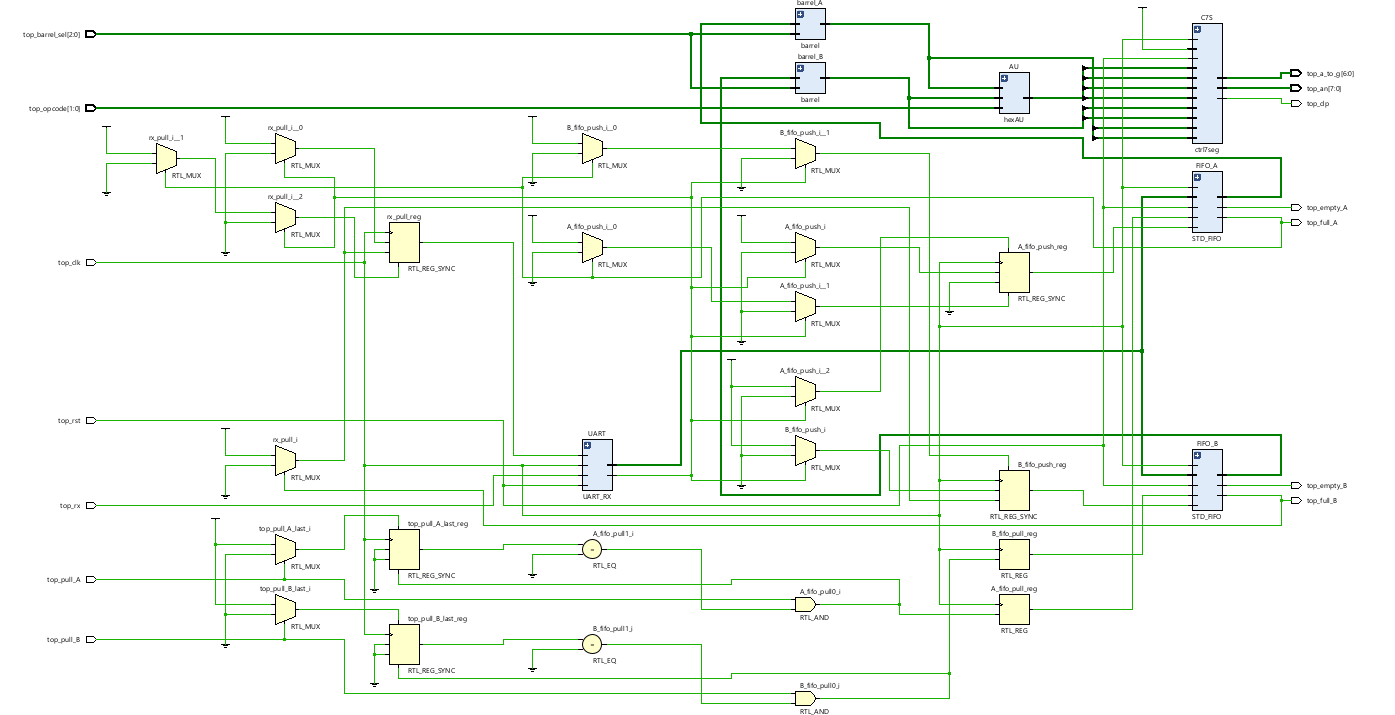 barrel_A
barrel
top_barrel_sel[2:0]
barrel_B
barrel
C7S
ctrl7seg
AU
hexAU
top_a_to_g[6:0]
top_an[7:0]
top_dp
top_opcode[1:0]
rx_pull_i__1
RTL_MUX
rx_pull_i__0
RTL_MUX
B_fifo_push_i__0
RTL_MUX
B_fifo_push_i__1
RTL_MUX
FIFO_A
STD_FIFO
top_empty_A
top_full_A
rx_pull_i__2
RTL_MUX
rx_pull_reg
RTL_REG_SYNC
A_fifo_push_i__0
RTL_MUX
A_fifo_push_i
RTL_MUX
A_fifo_push_reg
RTL_REG_SYNC
top_clk
A_fifo_push_i__1
RTL_MUX
A_fifo_push_i__2
RTL_MUX
top_rst
rx_pull_i
RTL_MUX
UART
UART_RX
B_fifo_push_i
RTL_MUX
B_fifo_push_reg
RTL_REG_SYNC
FIFO_B
STD_FIFO
top_empty_B
top_full_B
top_rx
top_pull_A_last_i
RTL_MUX
top_pull_A_last_reg
RTL_REG_SYNC
A_fifo_pull1_i
=
RTL_EQ
B_fifo_pull_reg
RTL_REG
top_pull_A
A_fifo_pull0_i
RTL_AND
A_fifo_pull_reg
RTL_REG
top_pull_B_last_i
RTL_MUX
top_pull_B_last_reg
RTL_REG_SYNC
B_fifo_pull1_i
=
RTL_EQ
top_pull_B
B_fifo_pull0_i
RTL_AND